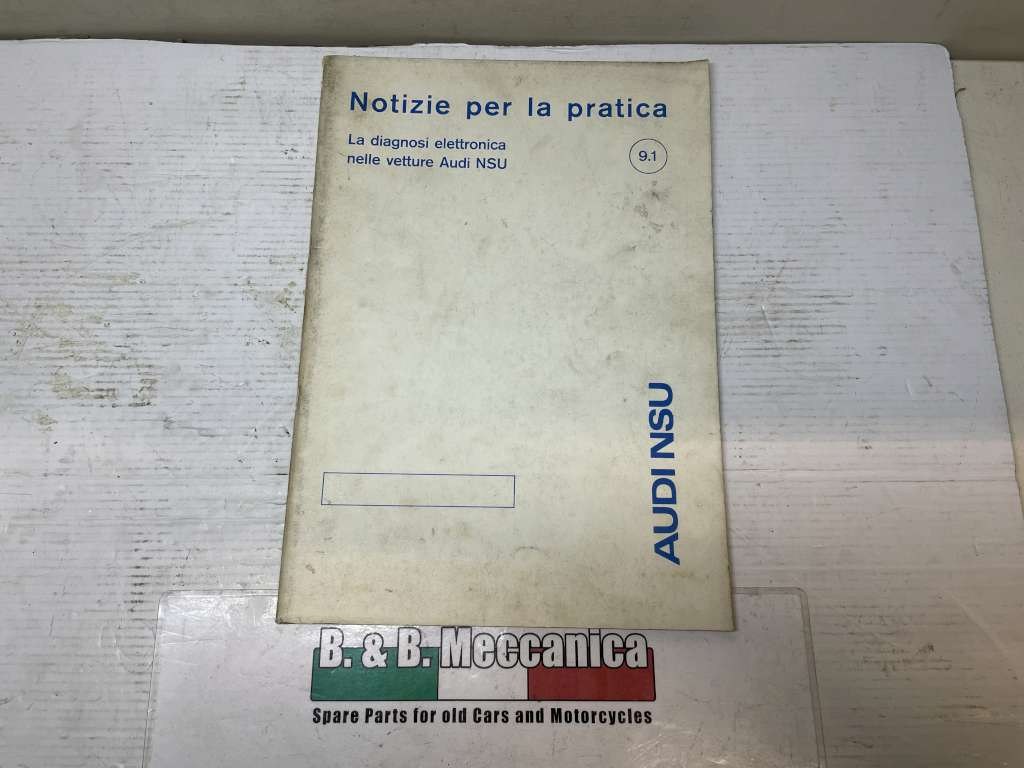 Notizie per la pratica
La diagnosi elettronica
nelle vetture Audi NSU
9.1
AUDI NSU
B. & B. Meccanica
Spare Parts for old Cars and Motorcycles